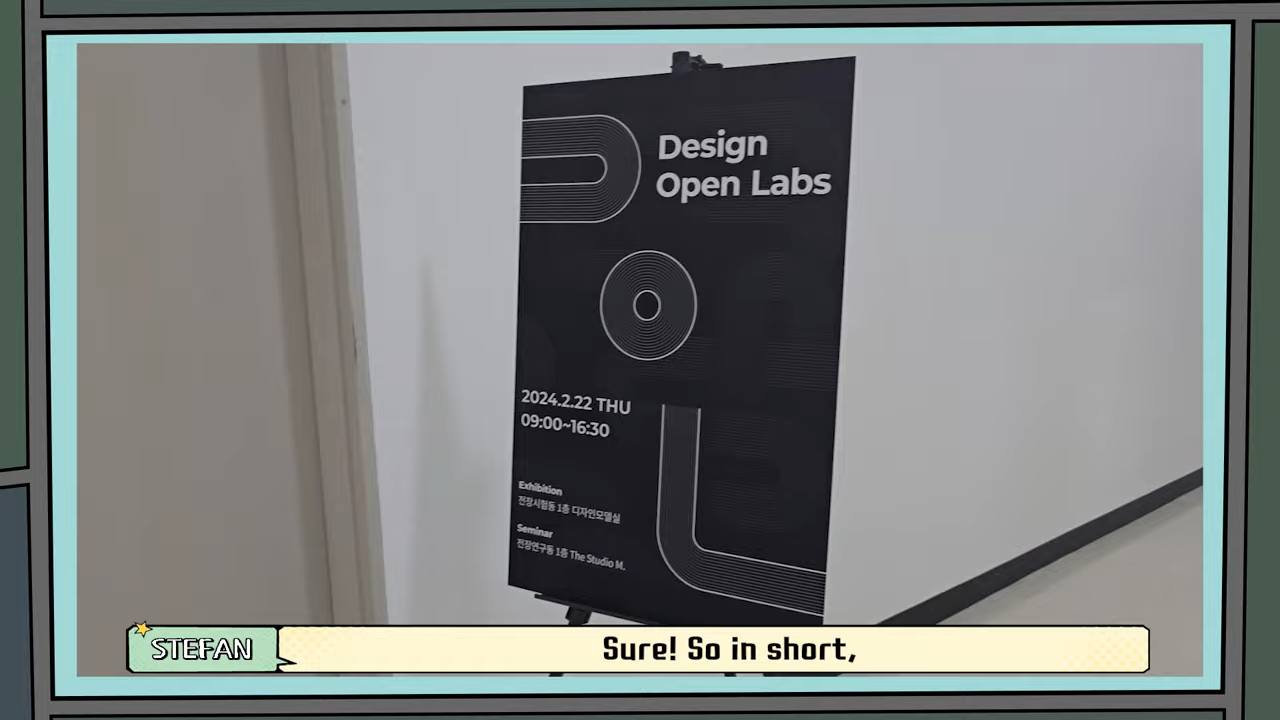 Design
Open Labs
2024.2.22 THU
09:00~16:30
Exhibition
전장시험동 1층 디자인모델실
Seminar
전장연구동 1층 The Studio M.
STEFAN
Sure! So in short,